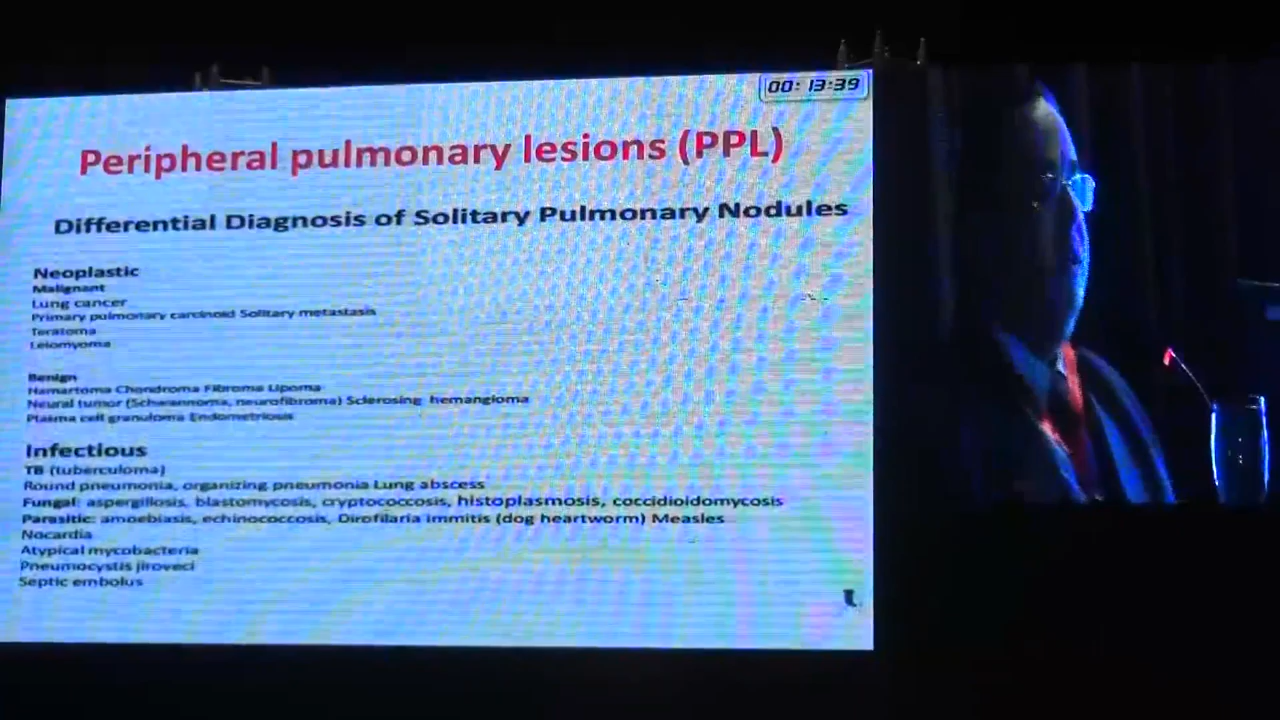 00: 13:39
Peripheral pulmonary lesions (PPL)
Differential Diagnosis of Solitary Pulmonary Nodules
Neoplastic
Malignant
Lung cancer
Primary pulmonary carcinoid Solitary metastasis
Teratoma
Leiomyoma
Benign
Hamartoma Chondroma Fibroma Lipoma
Neural tumor (Schwannoma, neurofibroma) Sclerosing hemangioma
Plasma cell granuloma Endometriosis
Infectious
TB (tuberculoma)
Round pneumonia, organizing pneumonia Lung abscess
Fungal: aspergillosis, blastomycosis, cryptococcosis, histoplasmosis, coccidioidomycosis
Parasitic: amoebiasis, echinococcosis, Dirofilaria immitis (dog heartworm) Measles
Nocardia
Atypical mycobacteria
Pneumocystis jiroveci
Septic embolus